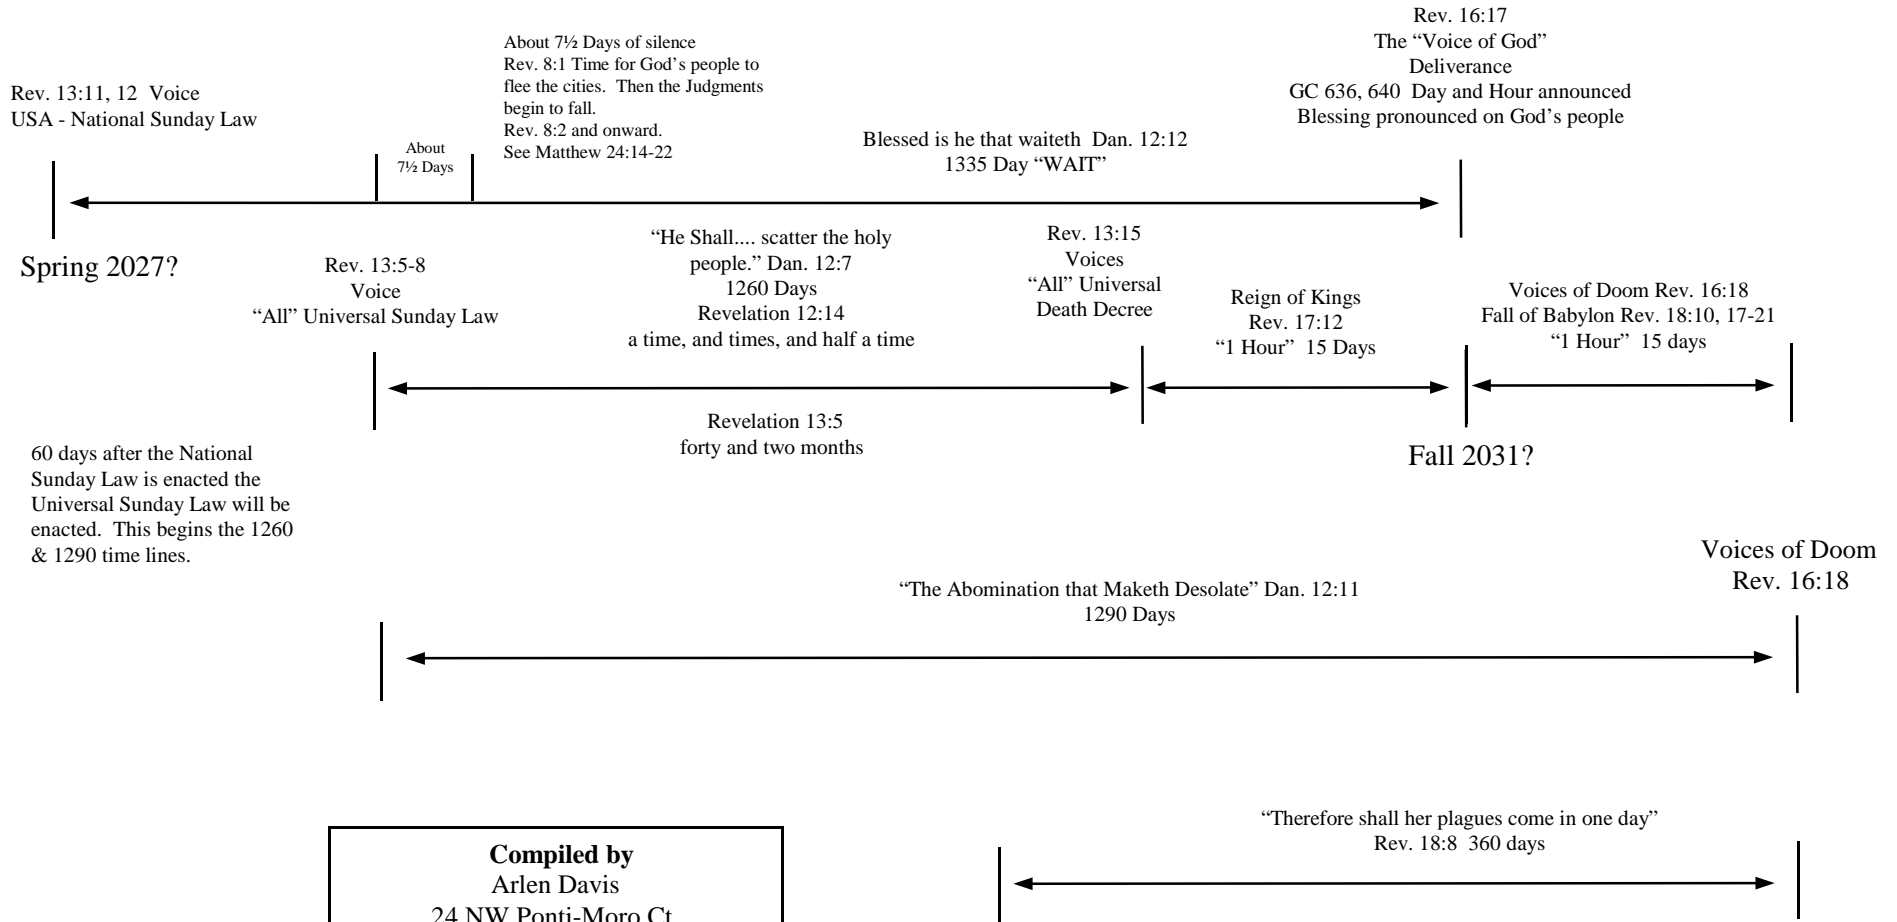 Rev. 13:11, 12  Voice
USA - National Sunday Law
About 7½ Days of silence
Rev. 8:1 Time for God’s people to
flee the cities.  Then the Judgments
begin to fall.
Rev. 8:2 and onward.
See Matthew 24:14-22
About
7½ Days
Blessed is he that waiteth  Dan. 12:12
1335 Day “WAIT”
Rev. 16:17
The “Voice of God”
Deliverance
GC 636, 640  Day and Hour announced
Blessing pronounced on God’s people
Spring 2027?
Rev. 13:5-8
Voice
“All” Universal Sunday Law
“He Shall.... scatter the holy
people.” Dan. 12:7
1260 Days
Revelation 12:14
a time, and times, and half a time
Rev. 13:15
Voices
“All” Universal
Death Decree
Reign of Kings
Rev. 17:12
“1 Hour”  15 Days
Voices of Doom Rev. 16:18
Fall of Babylon Rev. 18:10, 17-21
“1 Hour”  15 days
Revelation 13:5
forty and two months
Fall 2031?
60 days after the National
Sunday Law is enacted the
Universal Sunday Law will be
enacted.  This begins the 1260
& 1290 time lines.
“The Abomination that Maketh Desolate” Dan. 12:11
1290 Days
Voices of Doom
Rev. 16:18
“Therefore shall her plagues come in one day”
Rev. 18:8  360 days
Compiled by
Arlen Davis
24 NW Ponti-Moro Ct